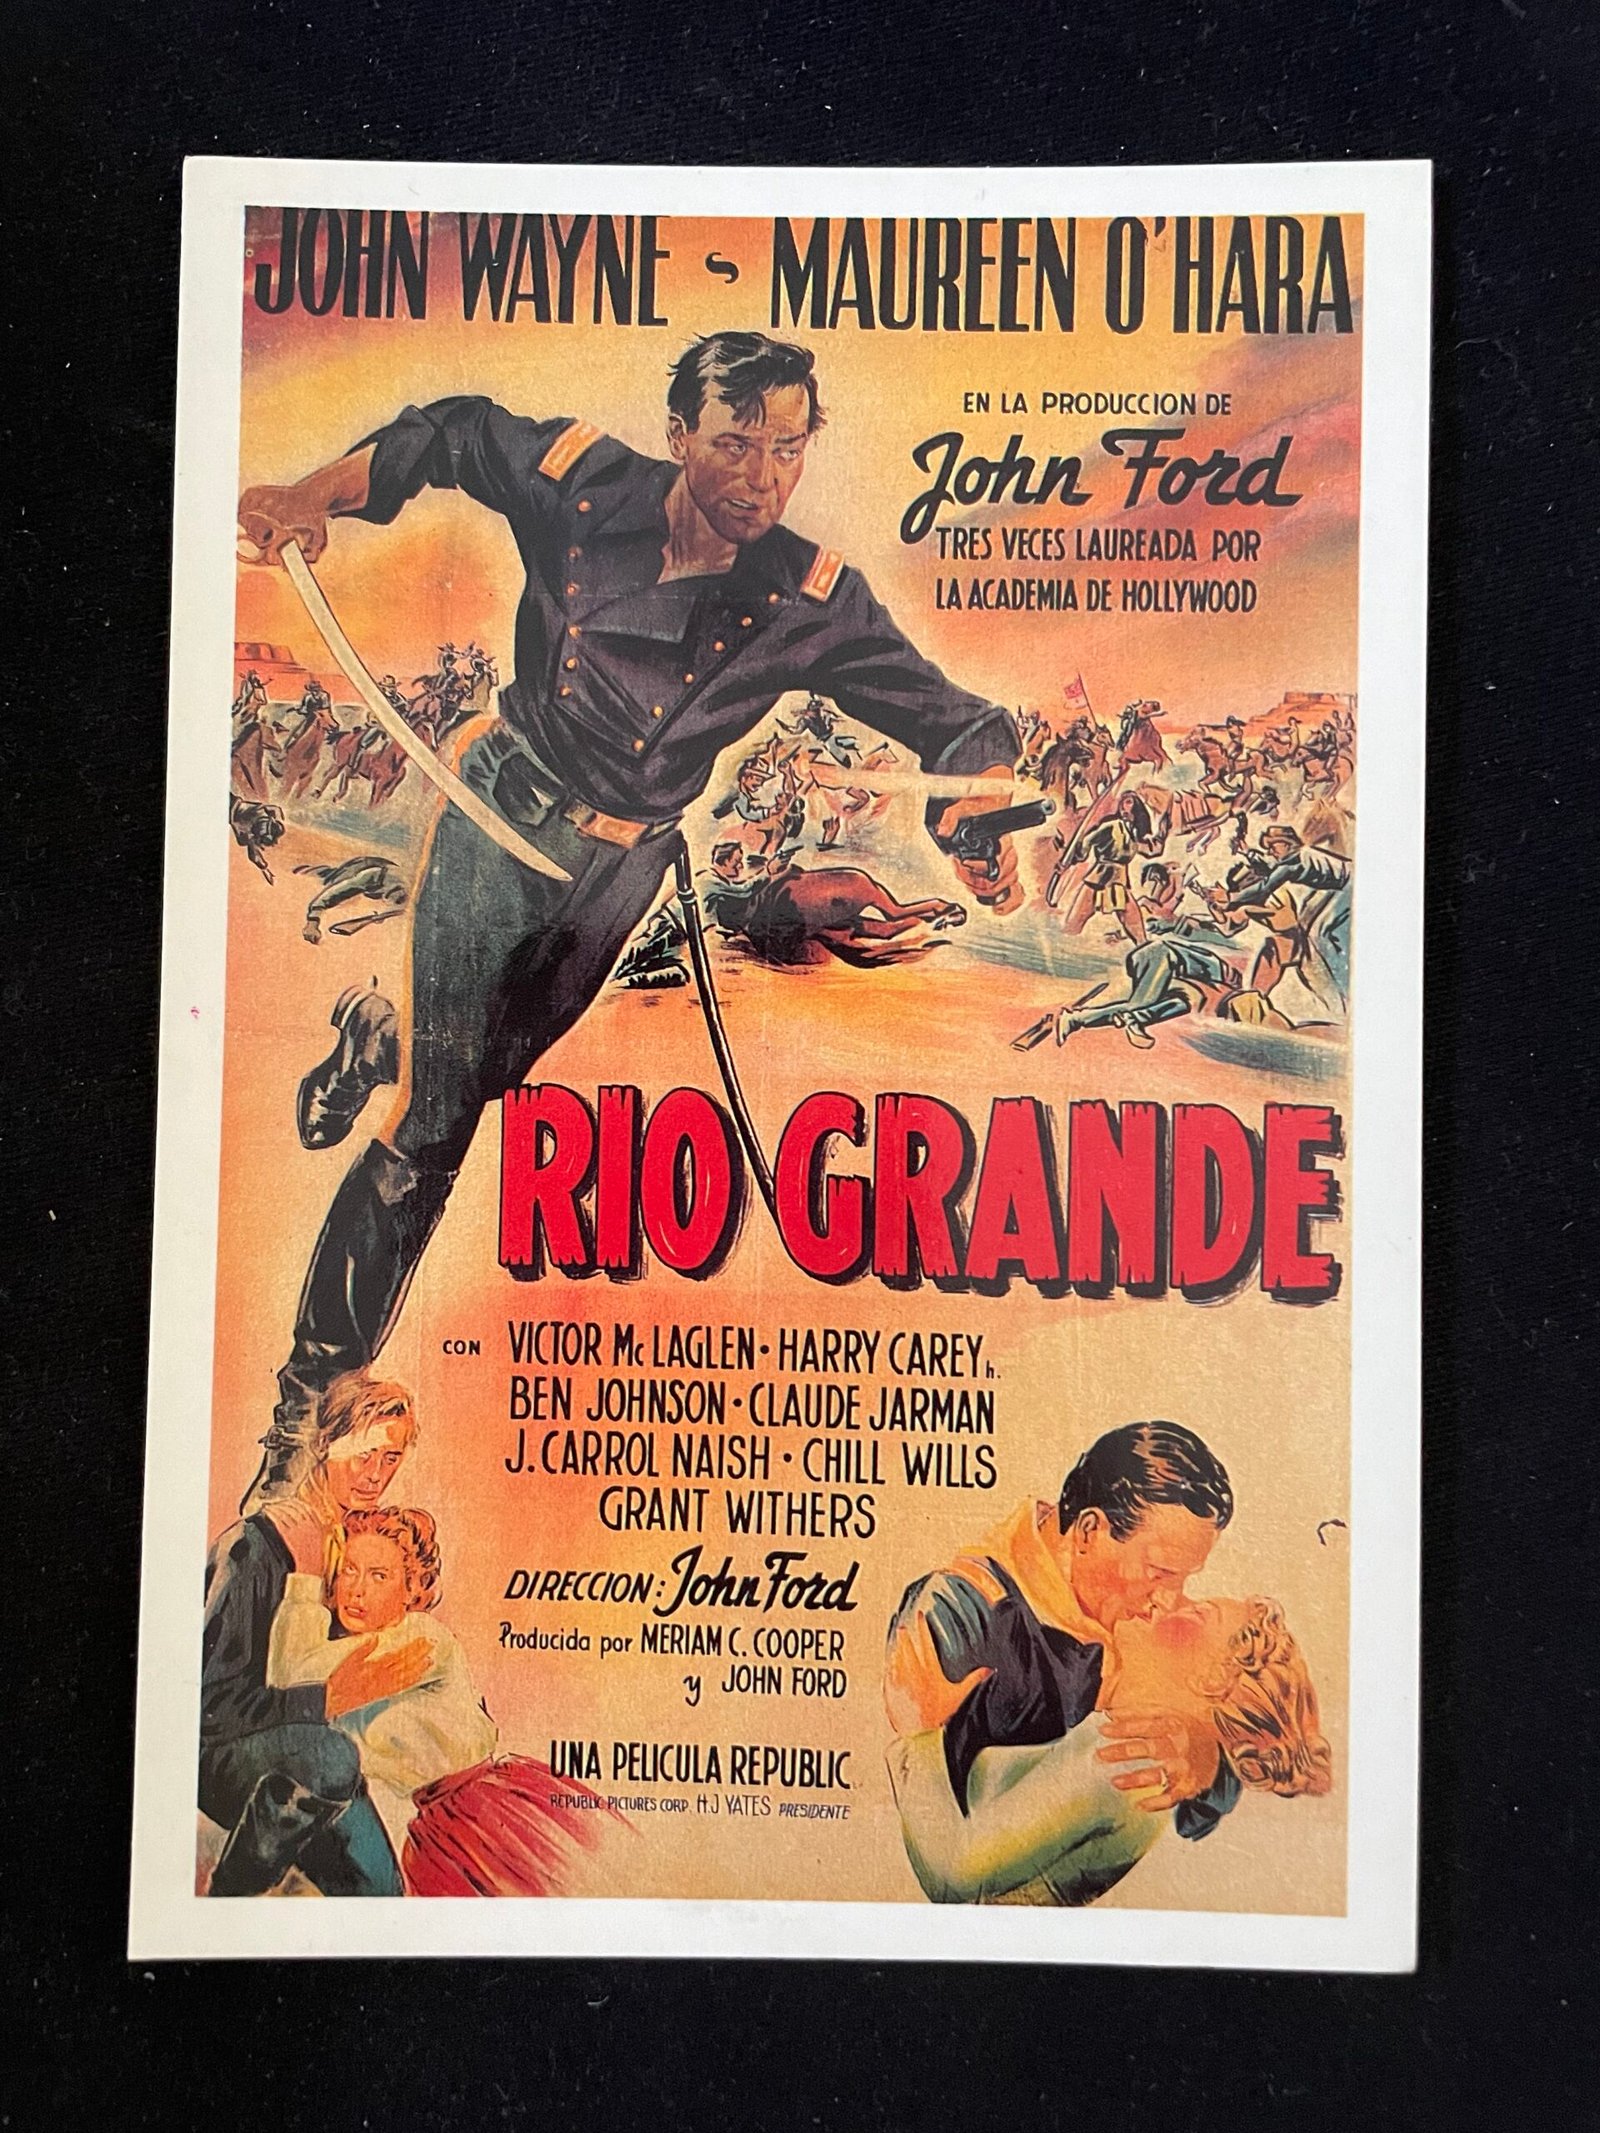 JOHN WAYNE S MAUREEN O'HARA
EN LA PRODUCCION DE
John Ford
TRES VECES LAUREADA POR
LA ACADEMIA DE HOLLYWOOD
RIO GRANDE
CON VICTOR Mc LAGLEN • HARRY CAREY h.
BEN JOHNSON • CLAUDE JARMAN
J. CARROL NAISH • CHILL WILLS
GRANT WITHERS
DIRECCION: John Ford
Producida por MERIAM C. COOPER
y JOHN FORD
UNA PELICULA REPUBLIC
REPUBLIC PICTURES CORP. H.J YATES PRESIDENTE